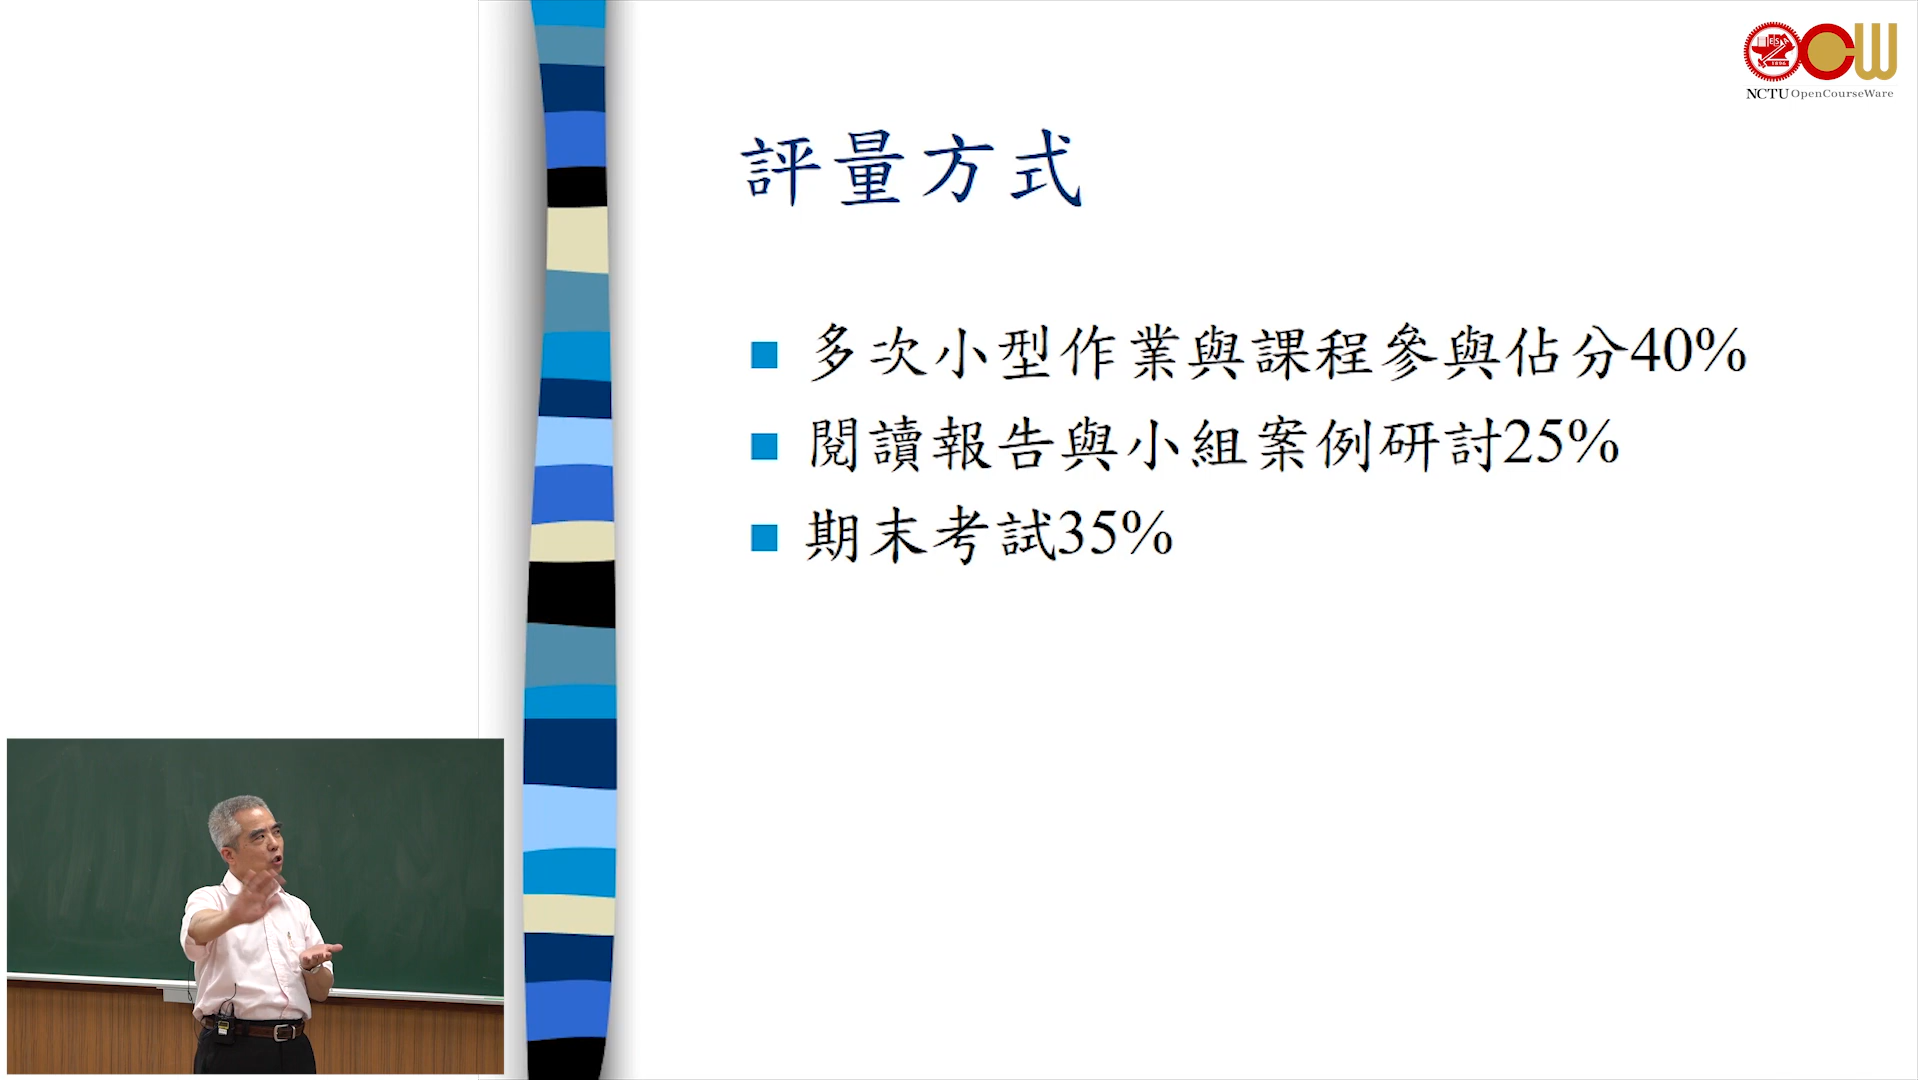 評量方式
多次小型作業與課程參與佔分40%
閱讀報告與小組案例研討25%
期末考試35%
NCTU OpenCourseWare